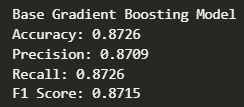 Base Gradient Boosting Model
Accuracy: 0.8726
Precision: 0.8709
Recall: 0.8726
F1 Score: 0.8715